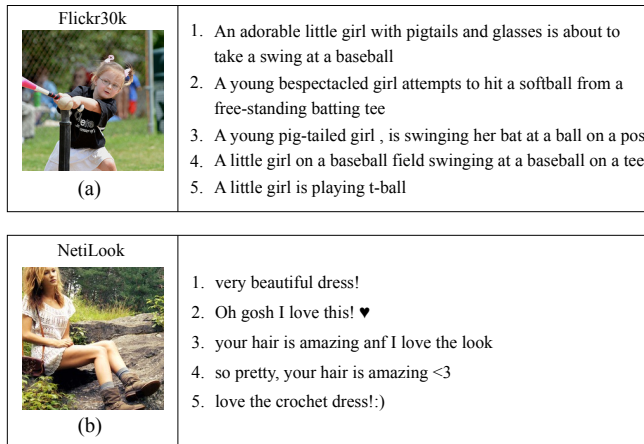 Flickr30k
(a)
1. An adorable little girl with pigtails and glasses is about to
take a swing at a baseball
2. A young bespectacled girl attempts to hit a softball from a
free-standing batting tee
3. A young pig-tailed girl , is swinging her bat at a ball on a pos
4. A little girl on a baseball field swinging at a baseball on a tee
5. A little girl is playing t-ball
NetiLook
(b)
1. very beautiful dress!
2. Oh gosh I love this! ♥
3. your hair is amazing anf I love the look
4. so pretty, your hair is amazing <3
5. love the crochet dress!:)